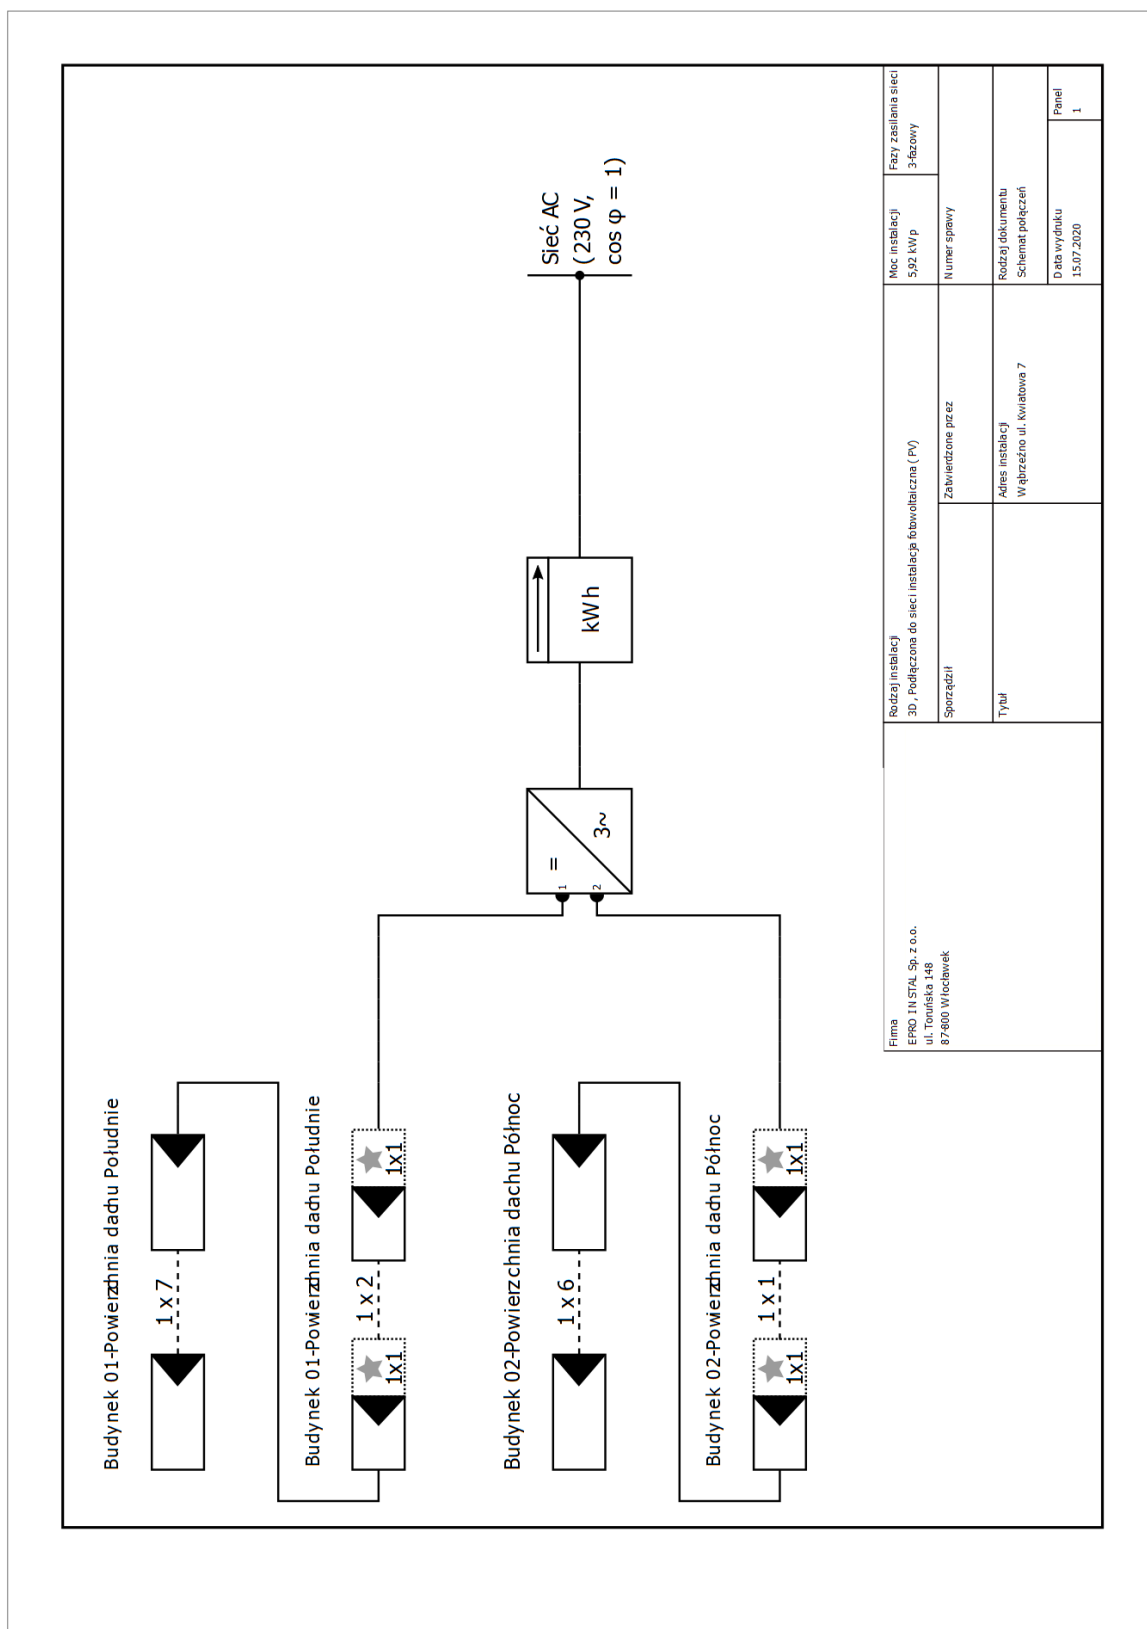 Budynek 01-Powierzchnia dachu Południe
1 x 7
Budynek 01-Powierzchnia dachu Południe
1x1
1 x 2
1x1
Budynek 02-Powierzchnia dachu Północ
1 x 6
Budynek 02-Powierzchnia dachu Północ
1x1
1 x 1
1x1
1
2
=
3~
kWh
Sieć AC
(230 V,
cos φ = 1)
Firma
EPRO INSTAL Sp. z o.o.
ul. Toruńska 148
87-800 Włocławek
Rodzaj instalacji
3D, Podłączona do sieci instalacja fotowoltaiczna (PV)
Moc instalacji
5,92 kWp
Fazy zasilania sieci
3-fazowy
Sporządził
Zatwierdzone przez
Numer sprawy
Tytuł
Adres instalacji
Wąbrzeźno ul. Kwiatowa 7
Rodzaj dokumentu
Schemat połączeń
Data wydruku
15.07.2020
Panel
1